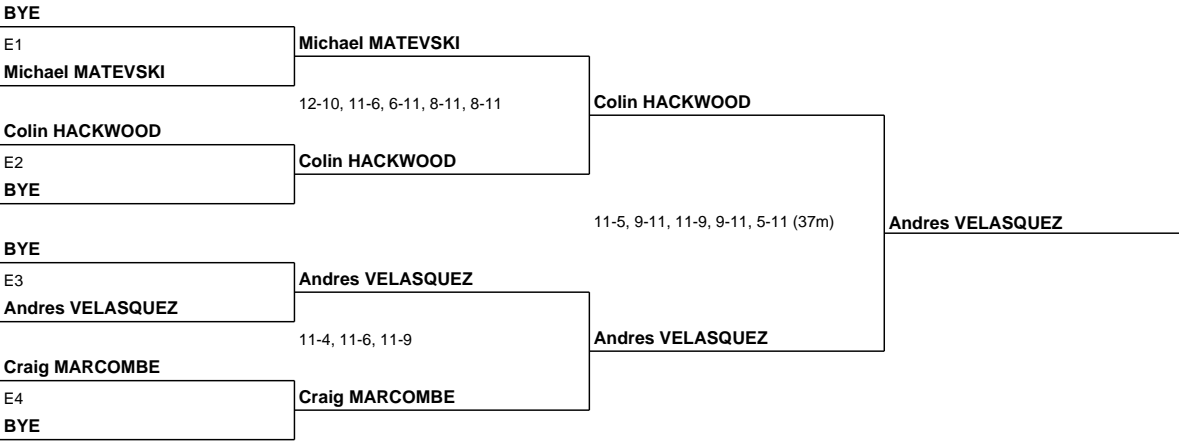 BYE
E1
Michael MATEVSKI
Michael MATEVSKI
12-10, 11-6, 6-11, 8-11, 8-11
Colin HACKWOOD
Colin HACKWOOD
E2
BYE
Colin HACKWOOD
11-5, 9-11, 11-9, 9-11, 5-11 (37m)
Andres VELASQUEZ
BYE
E3
Andres VELASQUEZ
Andres VELASQUEZ
11-4, 11-6, 11-9
Andres VELASQUEZ
Craig MARCOMBE
E4
BYE
Craig MARCOMBE